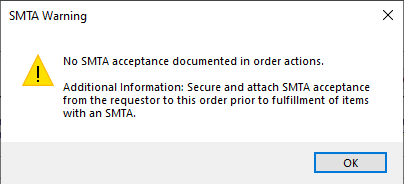 SMTA Warning
No SMTA acceptance documented in order actions.
Additional Information: Secure and attach SMTA acceptance
from the requestor to this order prior to fulfillment of items
with an SMTA.
OK